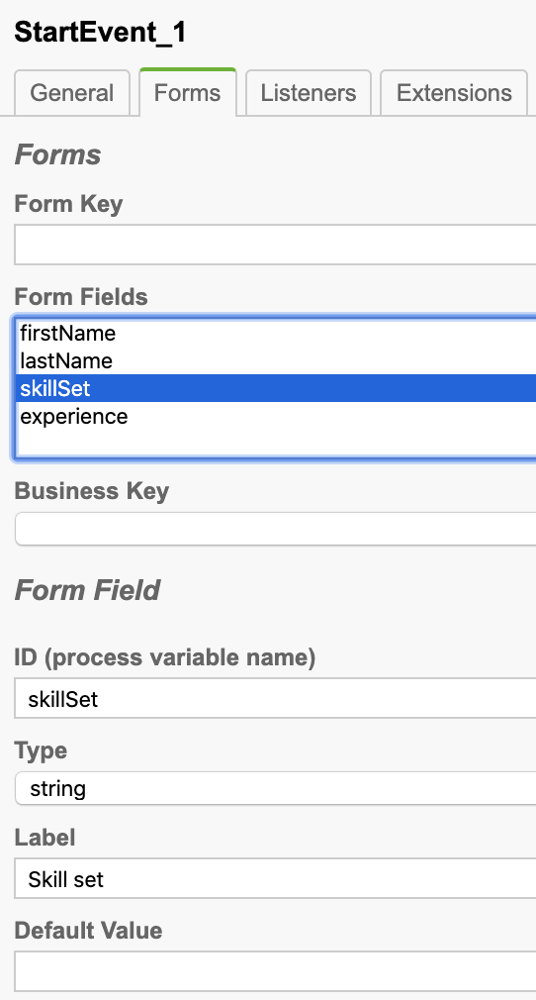 StartEvent_1
General Forms Listeners Extensions
Forms
Form Key
Form Fields
firstName
lastName
skillSet
experience
Business Key
Form Field
ID (process variable name)
skillSet
Type
string
Label
Skill set
Default Value